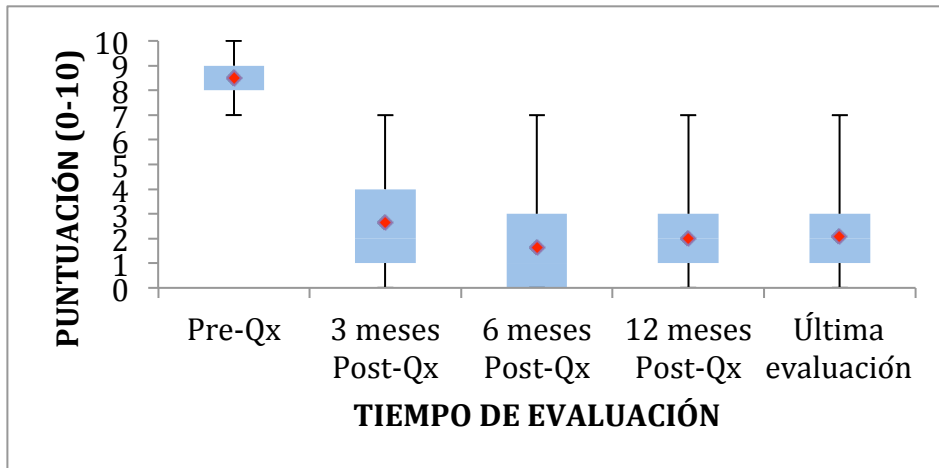 PUNTUACIÓN (0-10)
10
9
8
7
6
5
4
3
2
1
0
Pre-Qx
3 meses
Post-Qx
6 meses
Post-Qx
12 meses
Post-Qx
Última
evaluación
TIEMPO DE EVALUACIÓN